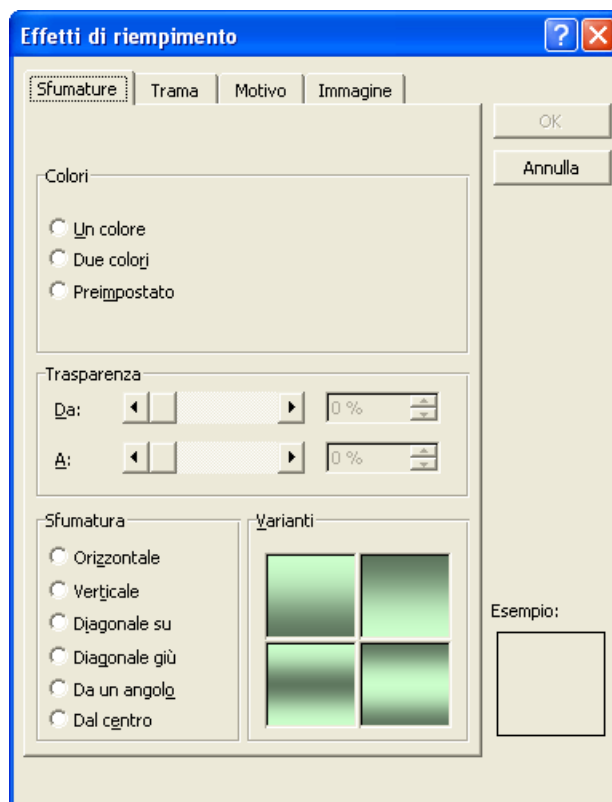 Effetti di riempimento
Sfumature Trama Motivo Immagine
OK
Annulla
Colori
Un colore
Due colori
Preimpostato
Trasparenza
Da: 0 %
A: 0 %
Sfumatura
Orizzontale
Verticale
Diagonale su
Diagonale giù
Da un angolo
Dal centro
Varianti
Esempio: